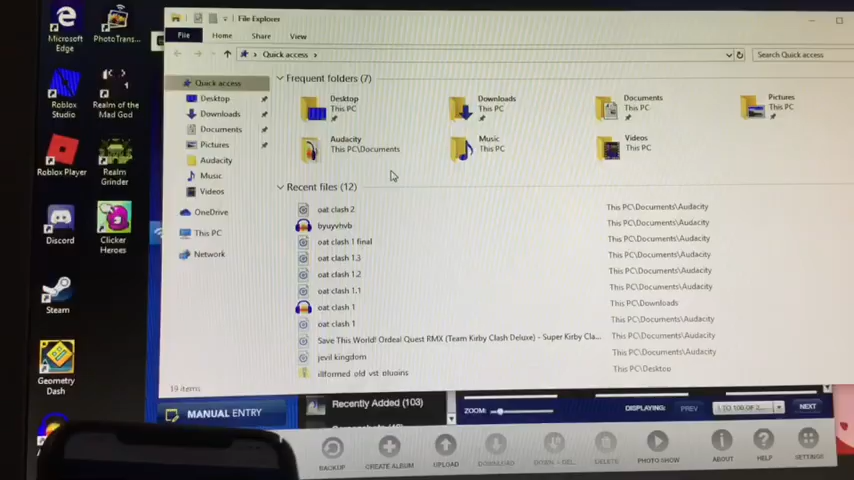 File Explorer
File Home Share View
Quick access
Search Quick access
Microsoft Edge
PhotoTrans...
Roblox Studio
Realm of the Mad God
Roblox Player
Realm Grinder
Discord
Clicker Heroes
Steam
Geometry Dash
Quick access
Desktop
Downloads
Documents
Pictures
Audacity
Music
Videos
OneDrive
This PC
Network
Frequent folders (7)
Desktop
This PC
Downloads
This PC
Documents
This PC
Pictures
This PC
Audacity
This PC\Documents
Music
This PC
Videos
This PC
Recent files (12)
oat clash 2 This PC\Documents\Audacity
byuyvhvb This PC\Documents\Audacity
oat clash 1 final This PC\Documents\Audacity
oat clash 1.3 This PC\Documents\Audacity
oat clash 1.2 This PC\Documents\Audacity
oat clash 1.1 This PC\Documents\Audacity
oat clash 1 This PC\Downloads
oat clash 1 This PC\Documents\Audacity
Save This World! Ordeal Quest RMX (Team Kirby Clash Deluxe) - Super Kirby Cla... This PC\Documents\Audacity
jevil kingdom This PC\Documents\Audacity
illformed_old_vst_plugins This PC\Desktop
19 items
MANUAL ENTRY
Recently Added (103)
ZOOM:
DISPLAYING: PREV 1 TO 100 OF 2... NEXT
BACKUP CREATE ALBUM UPLOAD DOWNLOAD DOWN + DEL... DELETE PHOTO SHOW ABOUT HELP SETTINGS